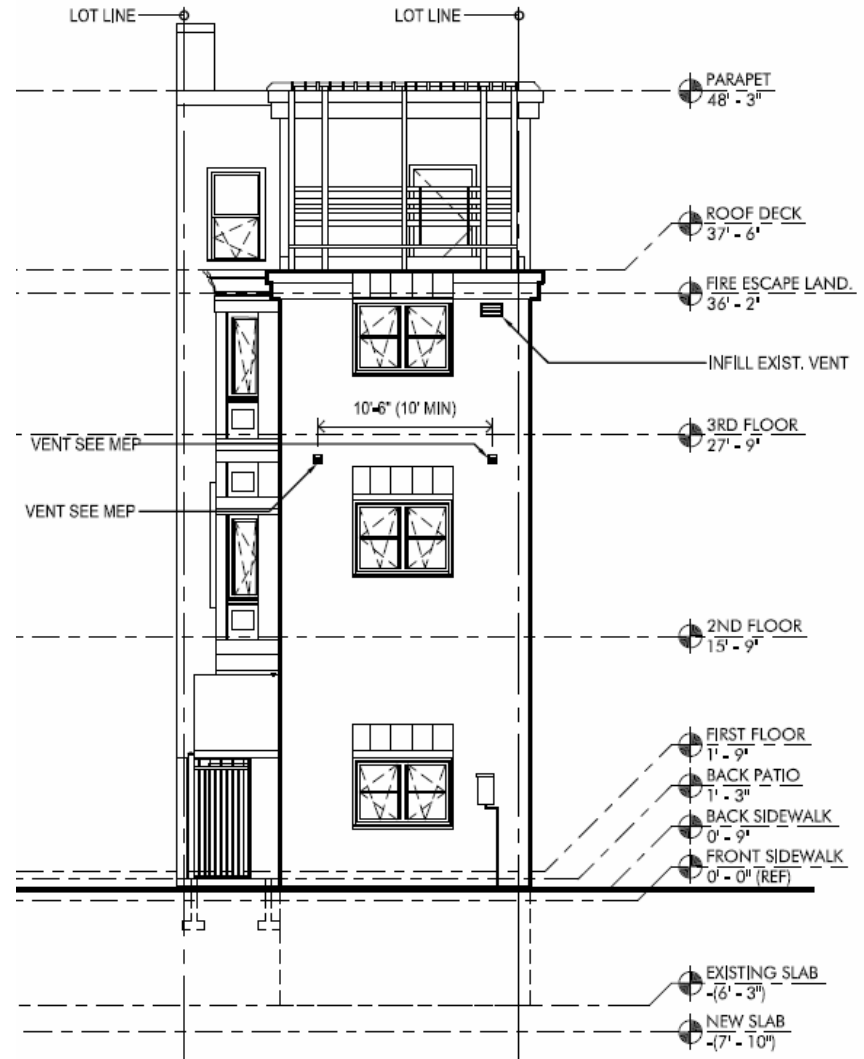 LOT LINE
LOT LINE
PARAPET
48' - 3"
ROOF DECK
37' - 6"
FIRE ESCAPE LAND.
36' - 2"
INFILL EXIST. VENT
10'-6" (10' MIN)
3RD FLOOR
27' - 9"
VENT SEE MEP
VENT SEE MEP
2ND FLOOR
15' - 9"
FIRST FLOOR
1' - 9"
BACK PATIO
1' - 3"
BACK SIDEWALK
0' - 9"
FRONT SIDEWALK
0' - 0" (REF)
EXISTING SLAB
-(6' - 3")
NEW SLAB
-(7' - 10")